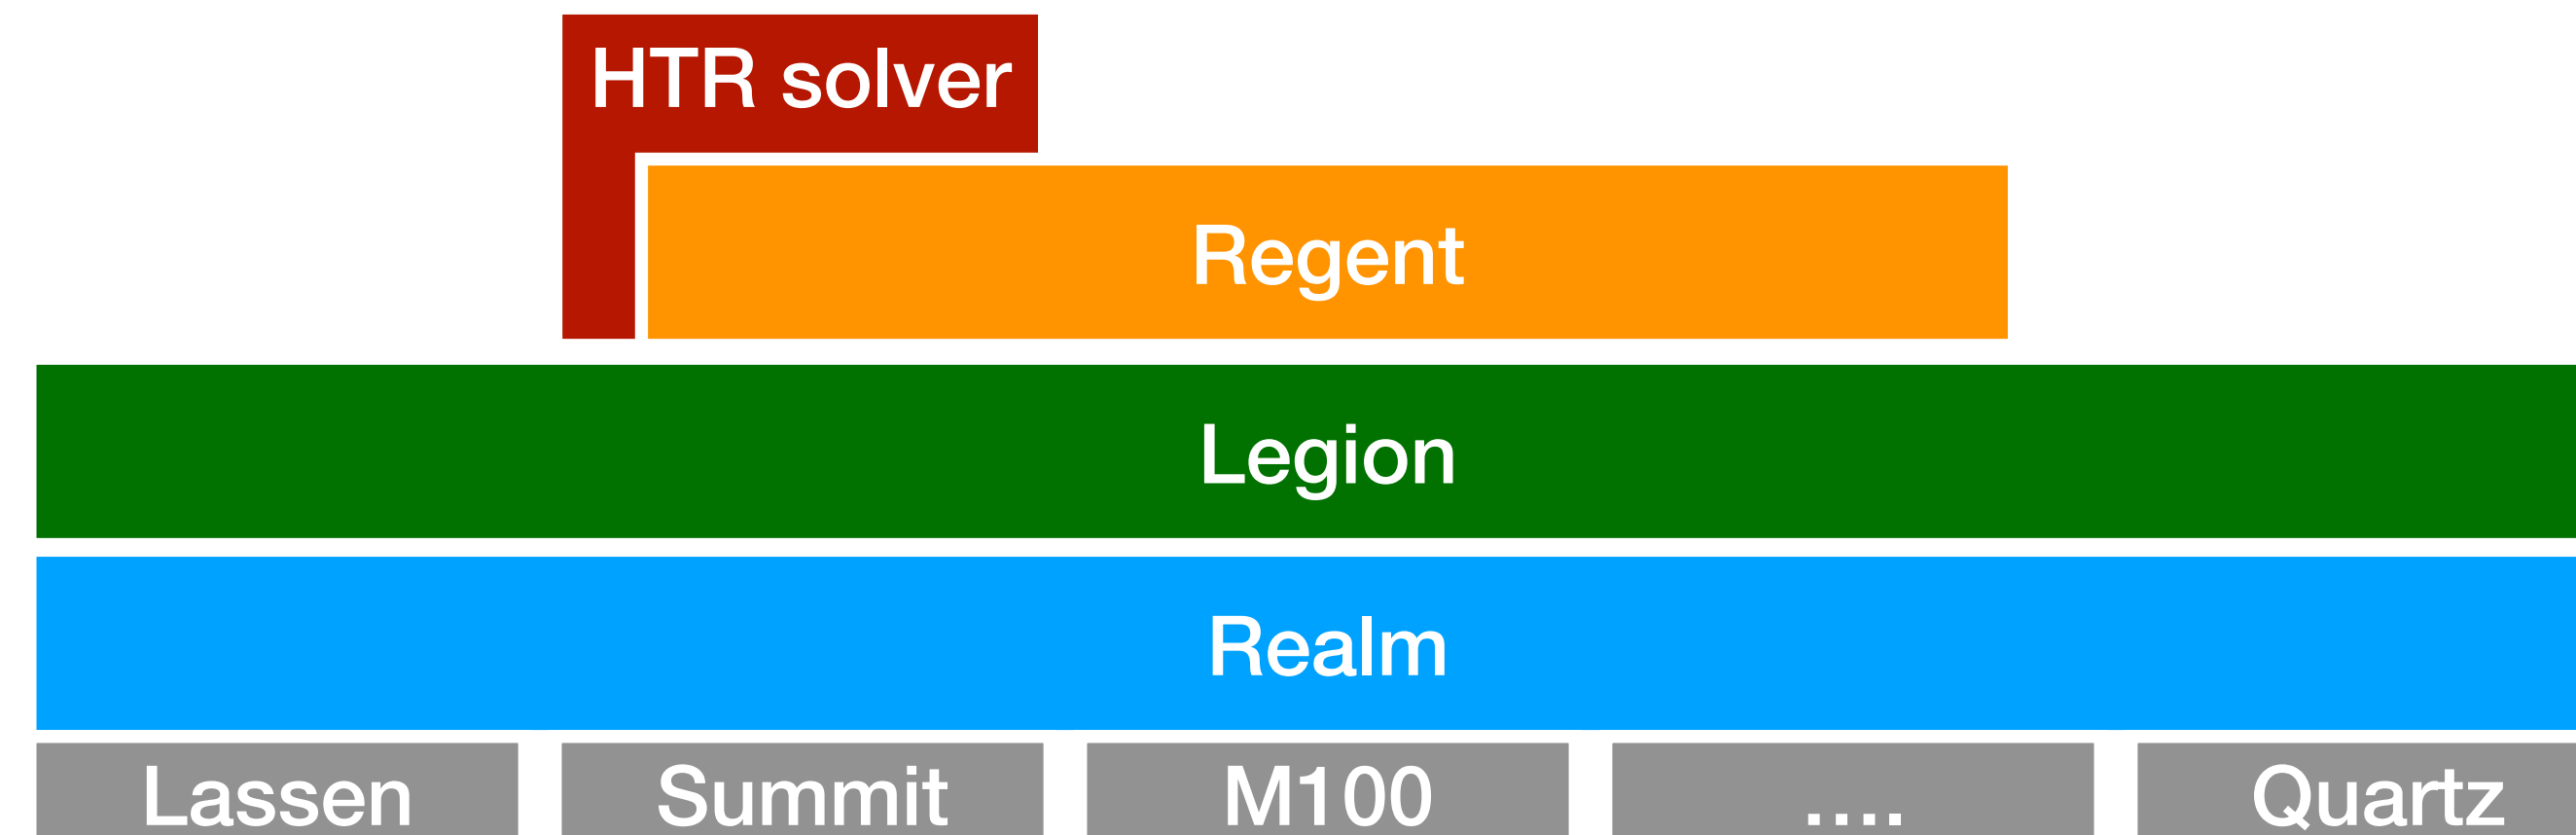 HTR solver
Regent
Legion
Realm
Lassen
Summit
M100
....
Quartz